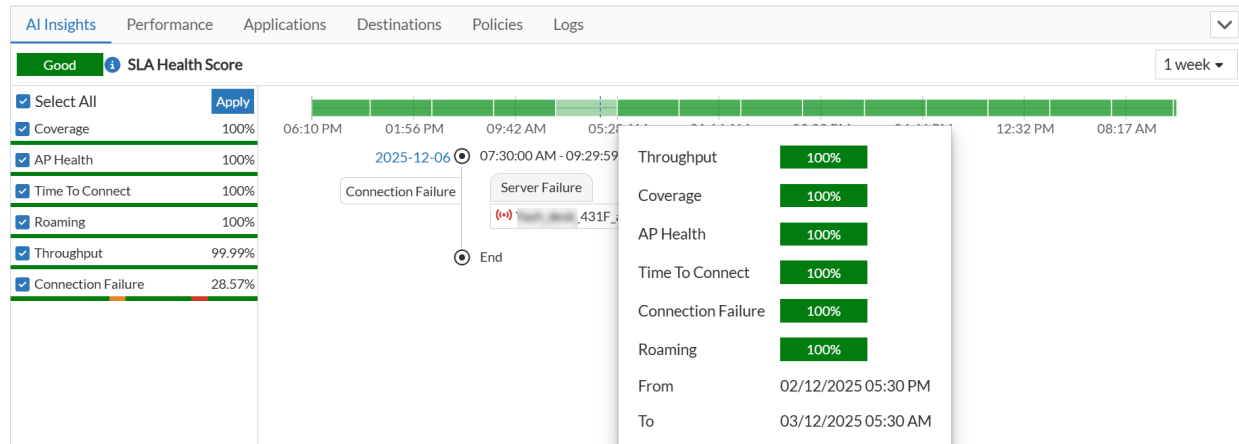 AI Insights Performance Applications Destinations Policies Logs
Good SLA Health Score 1 week
Select All Apply
Coverage 100%
AP Health 100%
Time To Connect 100%
Roaming 100%
Throughput 99.99%
Connection Failure 28.57%
06:10 PM 01:56 PM 09:42 AM 05:28 12:32 PM 08:17 AM
2025-12-06 07:30:00 AM - 09:29:59
Connection Failure Server Failure
_431F_
End
Throughput 100%
Coverage 100%
AP Health 100%
Time To Connect 100%
Connection Failure 100%
Roaming 100%
From 02/12/2025 05:30 PM
To 03/12/2025 05:30 AM